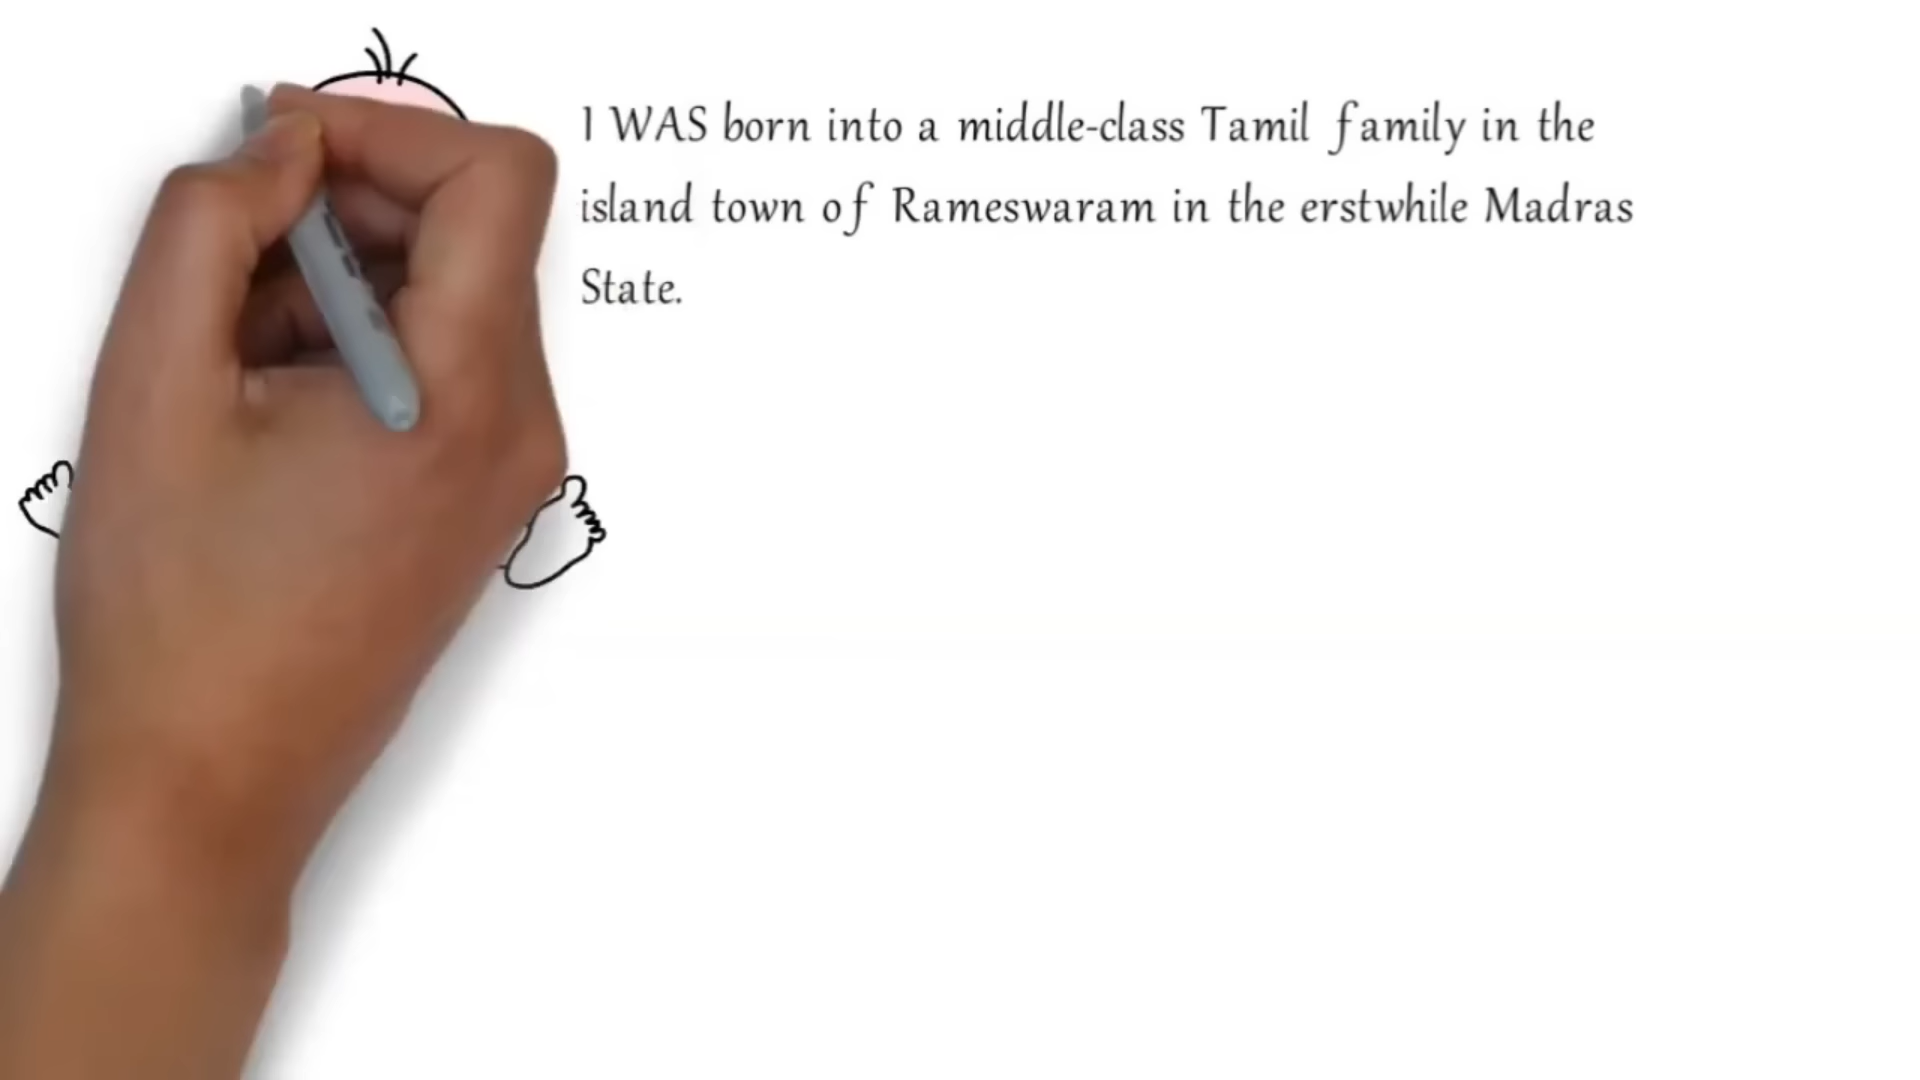 I WAS born into a middle-class Tamil family in the
island town of Rameswaram in the erstwhile Madras
State.